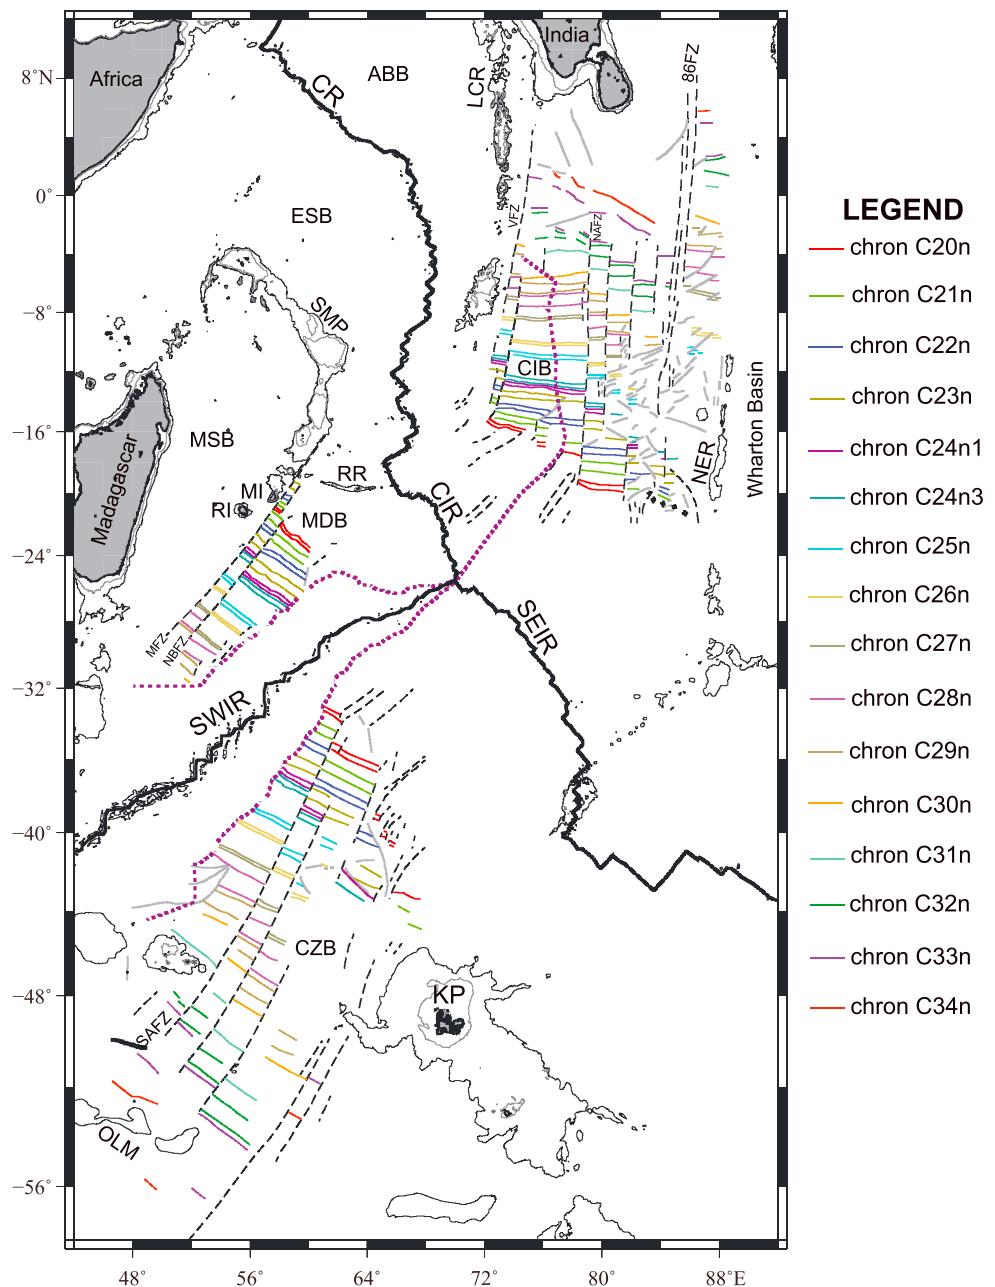 India
86FZ
Africa
ABB
8°N
CR
LCR
0°
ESB
VFZ
NAFZ
LEGEND
chron C20n
chron C21n
chron C22n
chron C23n
chron C24n1
chron C24n3
chron C25n
chron C26n
chron C27n
chron C28n
chron C29n
chron C30n
chron C31n
chron C32n
chron C33n
chron C34n
−8°
SMP
CIB
Wharton Basin
−16°
MSB
Madagascar
NER
RR
MI
RI
MDB
CIR
−24°
SEIR
MFZ
NBFZ
−32°
SWIR
−40°
CZB
−48°
KP
SAFZ
OLM
−56°
48°
56°
64°
72°
80°
88°E